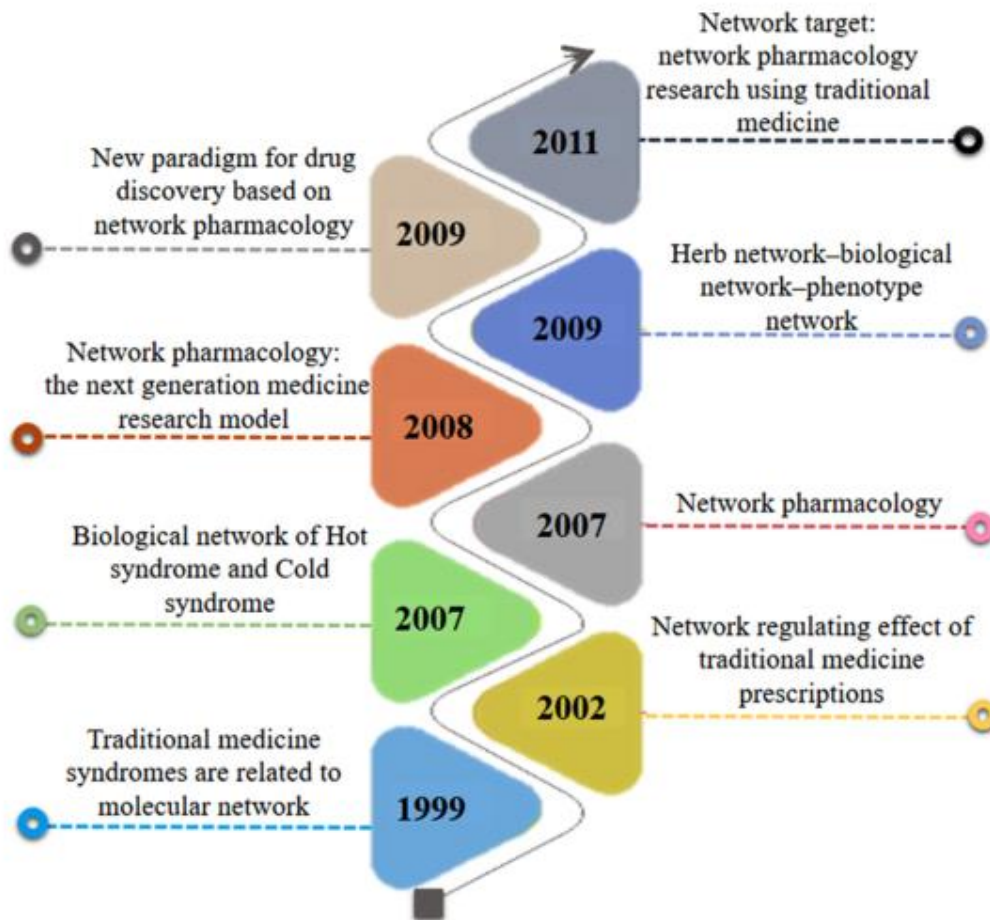 Network target:
network pharmacology
research using traditional
medicine
2011
New paradigm for drug
discovery based on
network pharmacology
2009
Herb network–biological
network–phenotype
network
2009
Network pharmacology:
the next generation medicine
research model
2008
Network pharmacology
2007
Biological network of Hot
syndrome and Cold
syndrome
2007
Network regulating effect of
traditional medicine
prescriptions
2002
Traditional medicine
syndromes are related to
molecular network
1999